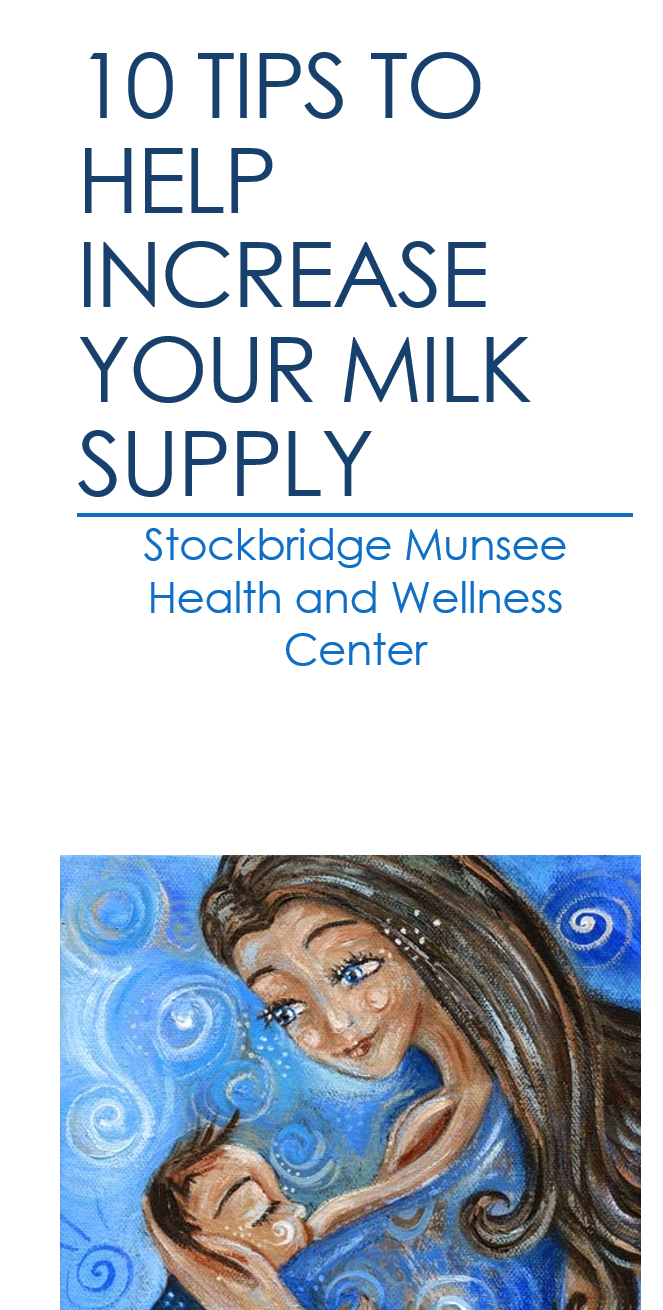 10 TIPS TO
HELP
INCREASE
YOUR MILK
SUPPLY
Stockbridge Munsee
Health and Wellness
Center